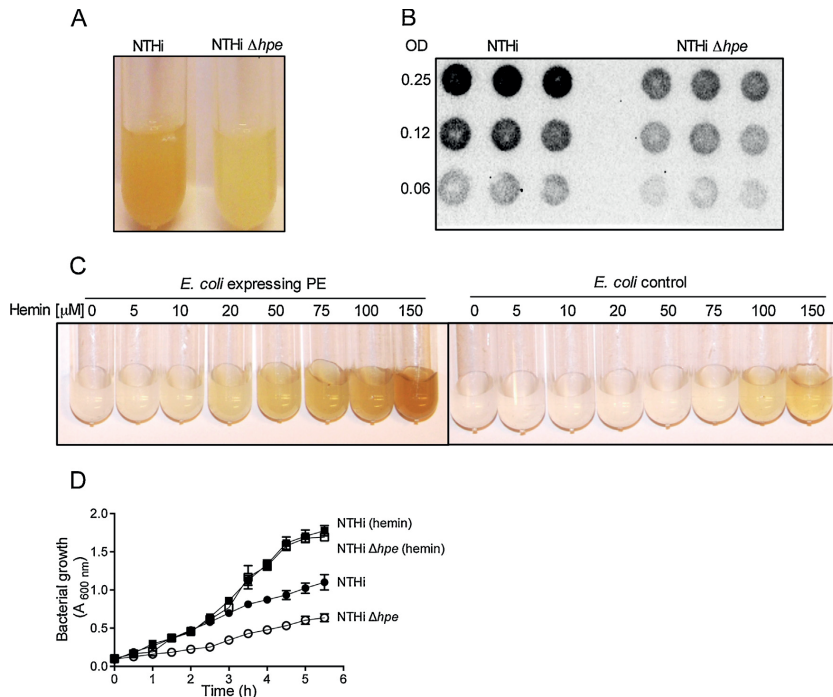 A
NTHi NTHi Δhpe
B
OD NTHi NTHi Δhpe
0.25
0.12
0.06
C
E. coli expressing PE E. coli control
Hemin [μM] 0 5 10 20 50 75 100 150 0 5 10 20 50 75 100 150
D
Bacterial growth
(A 600 nm)
2.0
1.5
1.0
0.5
0.0
NTHi (hemin)
NTHi Δhpe (hemin)
NTHi
NTHi Δhpe
0 1 2 3 4 5 6
Time (h)